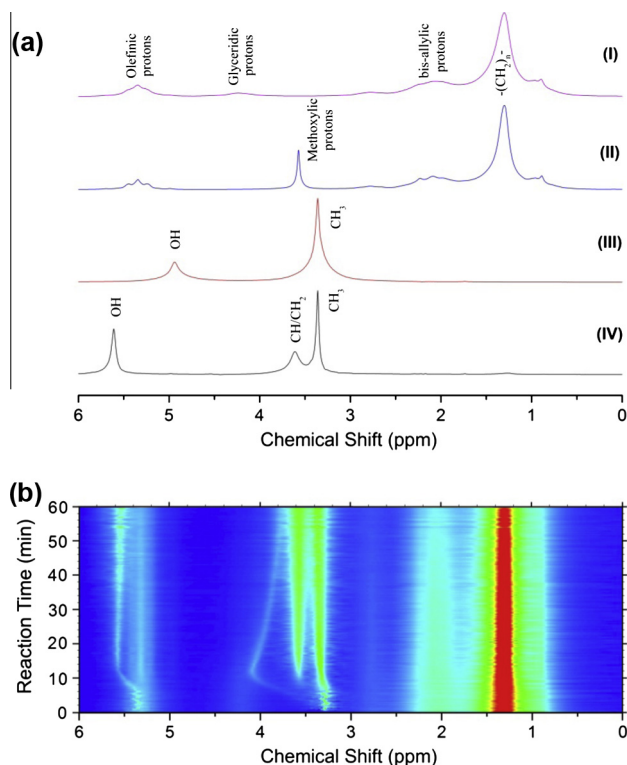 (a)
Olefinic
protons
Glyceridic
protons
bis-allylic
protons
-(CH2)n-
(I)
Methoxylic
protons
(II)
OH
CH3
(III)
OH
CH/CH2
CH3
(IV)
6 5 4 3 2 1 0
Chemical Shift (ppm)
(b)
Reaction Time (min)
60
50
40
30
20
10
0
6 5 4 3 2 1 0
Chemical Shift (ppm)